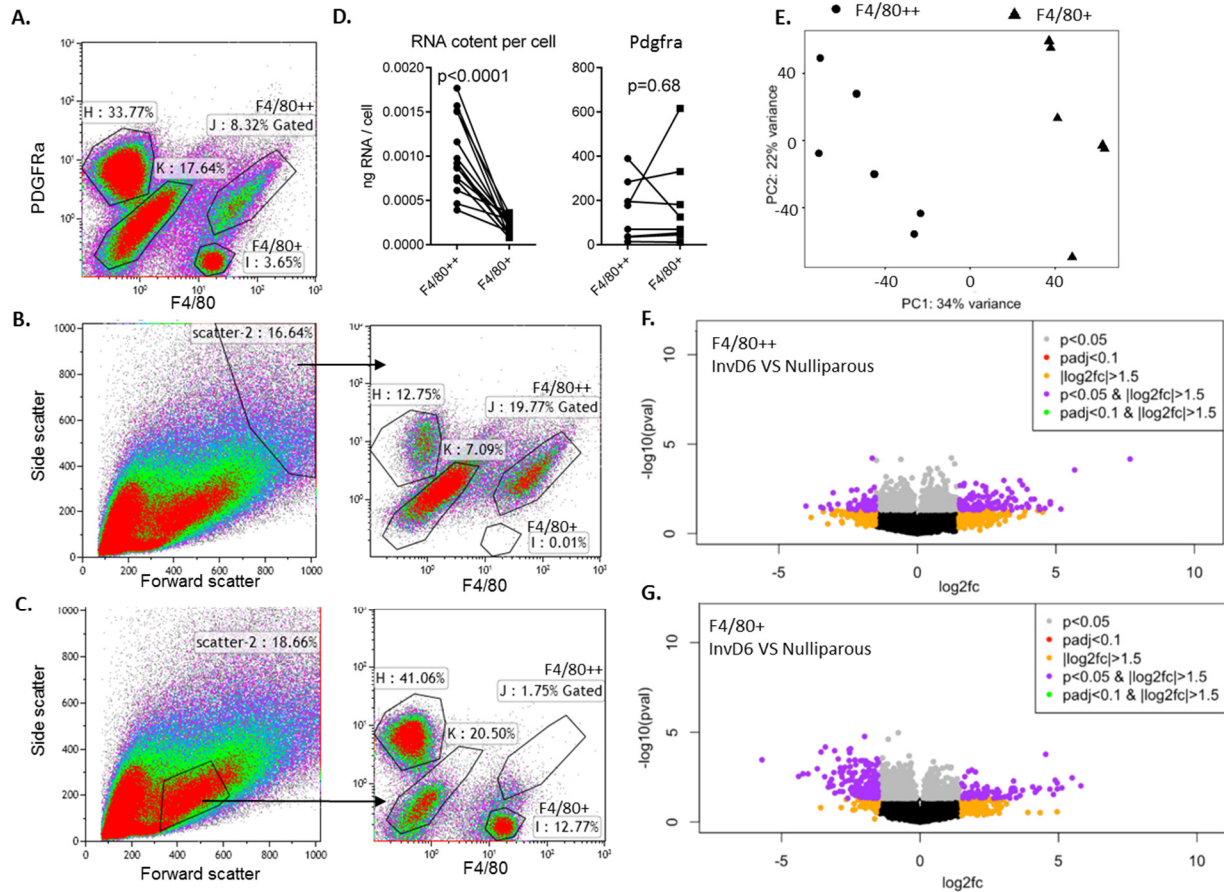 A.
10³
10²
10¹
10⁰
PDGFRa
H : 33.77%
F4/80++
J : 8.32% Gated
K : 17.64%
F4/80+
I : 3.65%
10⁰
10¹
10²
10³
F4/80
D.
RNA cotent per cell
p<0.0001
0.0020
0.0015
0.0010
0.0005
0.0000
ng RNA / cell
F4/80++
F4/80+
Pdgfra
p=0.68
800
600
400
200
0
F4/80++
F4/80+
E.
F4/80++
F4/80+
40
0
-40
PC2: 22% variance
-40
0
40
PC1: 34% variance
B.
1000
800
600
400
200
0
Side scatter
scatter-2 : 16.64%
0
200
400
600
800
1000
Forward scatter
10³
10²
10¹
10⁰
H : 12.75%
F4/80++
J : 19.77% Gated
K : 7.09%
F4/80+
I : 0.01%
10⁰
10¹
10²
10³
F4/80
F.
F4/80++
InvD6 VS Nulliparous
p<0.05
padj<0.1
|log2fc|>1.5
p<0.05 & |log2fc|>1.5
padj<0.1 & |log2fc|>1.5
10
5
0
-log10(pval)
-5
0
5
10
log2fc
C.
1000
800
600
400
200
0
Side scatter
scatter-2 : 18.66%
0
200
400
600
800
1000
Forward scatter
10³
10²
10¹
10⁰
H : 41.06%
F4/80++
J : 1.75% Gated
K : 20.50%
F4/80+
I : 12.77%
10⁰
10¹
10²
10³
F4/80
G.
F4/80+
InvD6 VS Nulliparous
p<0.05
padj<0.1
|log2fc|>1.5
p<0.05 & |log2fc|>1.5
padj<0.1 & |log2fc|>1.5
10
5
0
-log10(pval)
-5
0
5
10
log2fc